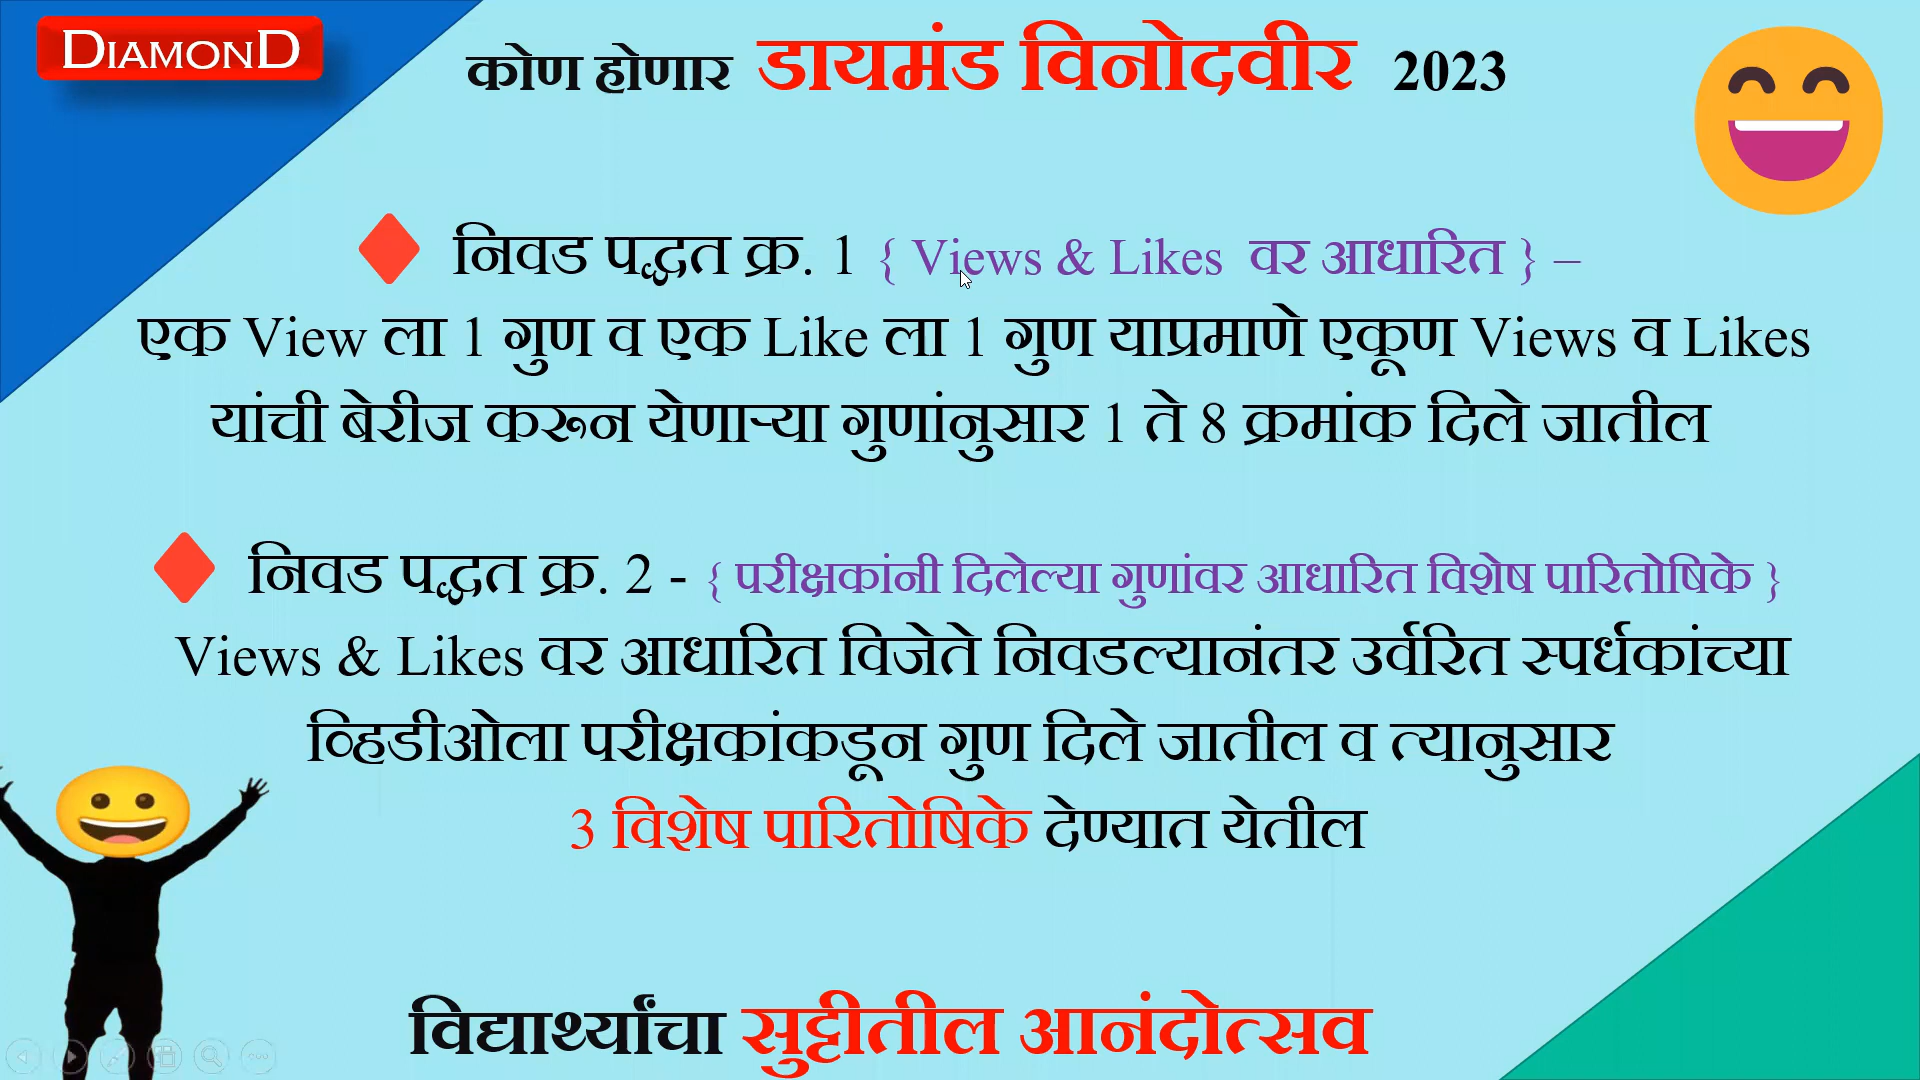 DIAMOND
कोण होणार डायमंड विनोदवीर 2023
निवड पद्धत क्र. 1 { Views & Likes वर आधारित } –
एक View ला 1 गुण व एक Like ला 1 गुण याप्रमाणे एकूण Views व Likes
यांची बेरीज करून येणाऱ्या गुणांनुसार 1 ते 8 क्रमांक दिले जातील
निवड पद्धत क्र. 2 - { परीक्षकांनी दिलेल्या गुणांवर आधारित विशेष पारितोषिके }
Views & Likes वर आधारित विजेते निवडल्यानंतर उर्वरित स्पर्धकांच्या
व्हिडीओला परीक्षकांकडून गुण दिले जातील व त्यानुसार
3 विशेष पारितोषिके देण्यात येतील
विद्यार्थ्यांचा सुट्टीतील आनंदोत्सव